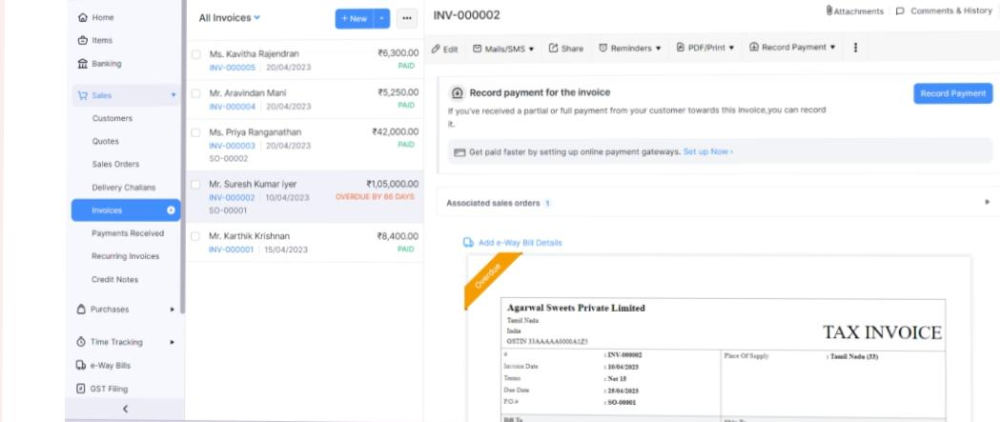 Home
Items
Banking
Sales
Customers
Quotes
Sales Orders
Delivery Challans
Invoices
Payments Received
Recurring Invoices
Credit Notes
Purchases
Time Tracking
e-Way Bills
GST Filing
All Invoices
+ New
Ms. Kavitha Rajendran ₹6,300.00
INV-000005 | 20/04/2023 PAID
Mr. Aravindan Mani ₹5,250.00
INV-000004 | 20/04/2023 PAID
Ms. Priya Ranganathan ₹42,000.00
INV-000003 | 20/04/2023 PAID
SO-00002
Mr. Suresh Kumar iyer ₹1,05,000.00
INV-000002 | 10/04/2023 OVERDUE BY 66 DAYS
SO-00001
Mr. Karthik Krishnan ₹8,400.00
INV-000001 | 15/04/2023 PAID
INV-000002
Attachments Comments & History
Edit Mails/SMS Share Reminders PDF/Print Record Payment
Record payment for the invoice
Record Payment
If you've received a partial or full payment from your customer towards this invoice,you can record
it.
Get paid faster by setting up online payment gateways. Set up Now ›
Associated sales orders 1
Add e-Way Bill Details
Overdue
Agarwal Sweets Private Limited
Tamil Nadu
India
GSTIN 33AAAAA0000A1Z5
TAX INVOICE
# : INV-000002 Place Of Supply : Tamil Nadu (33)
Invoice Date : 10/04/2023
Terms : Net 15
Due Date : 25/04/2023
P.O.# : SO-00001
Bill To